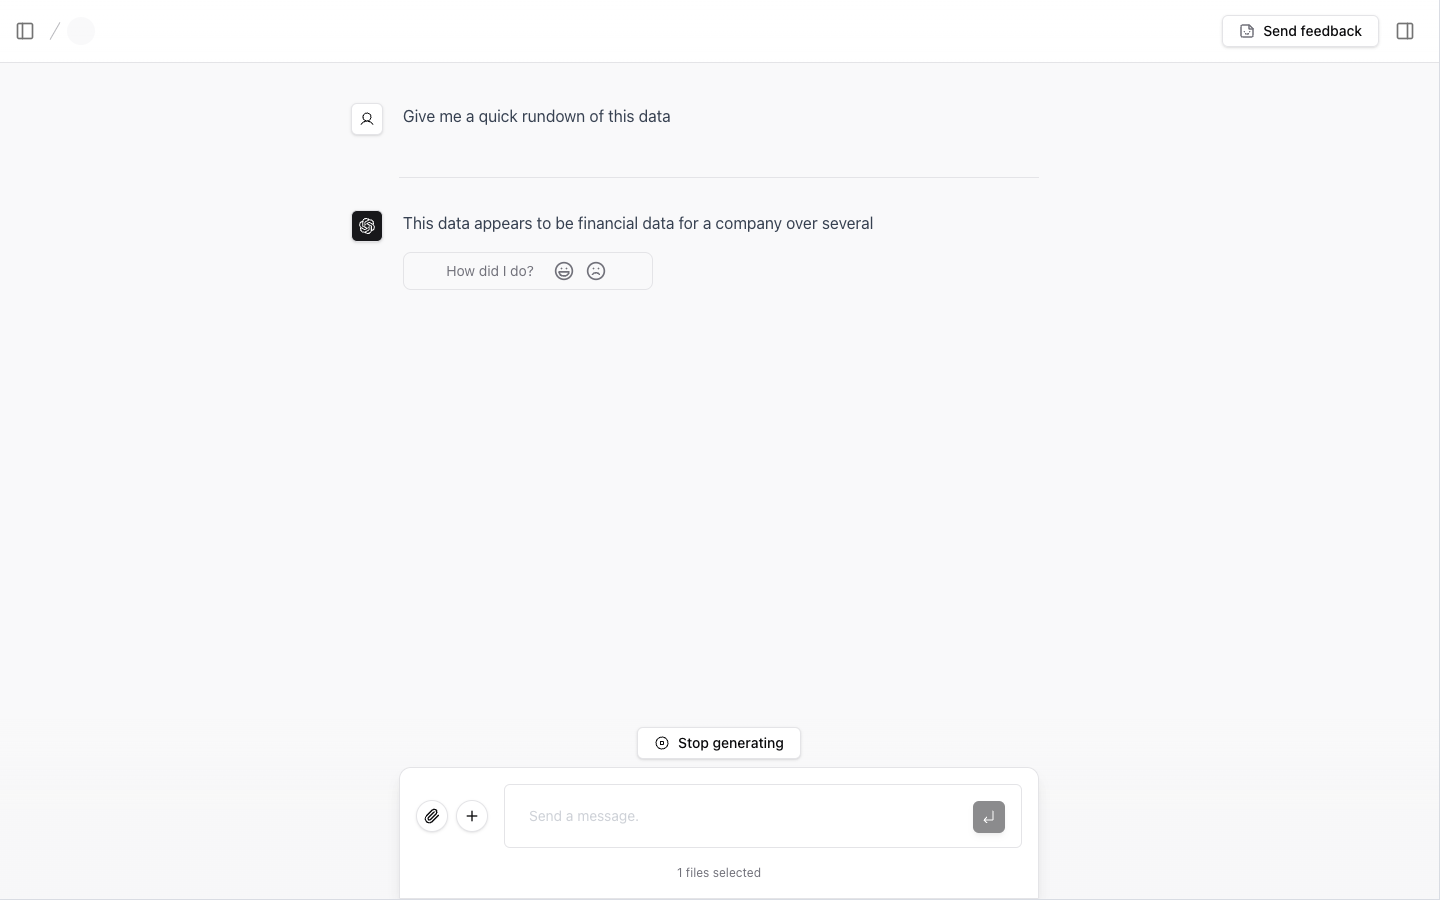 Send feedback
Give me a quick rundown of this data
This data appears to be financial data for a company over several
How did I do?
Stop generating
Send a message.
1 files selected